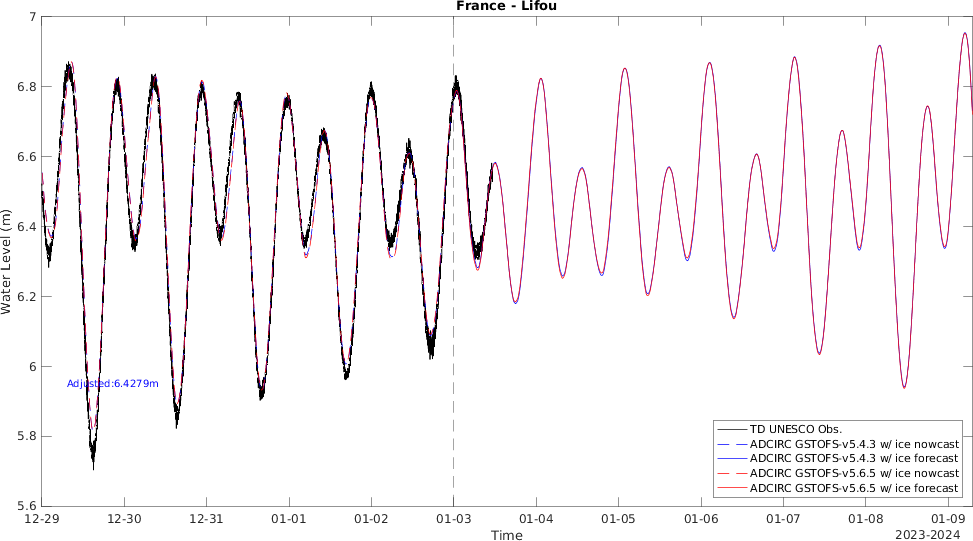 France - Lifou
7
6.8
6.6
6.4
6.2
6
5.8
5.6
Water Level (m)
Adjusted:6.4279m
TD UNESCO Obs.
ADCIRC GSTOFS-v5.4.3 w/ ice nowcast
ADCIRC GSTOFS-v5.4.3 w/ ice forecast
ADCIRC GSTOFS-v5.6.5 w/ ice nowcast
ADCIRC GSTOFS-v5.6.5 w/ ice forecast
12-29 12-30 12-31 01-01 01-02 01-03 01-04 01-05 01-06 01-07 01-08 01-09
Time
2023-2024